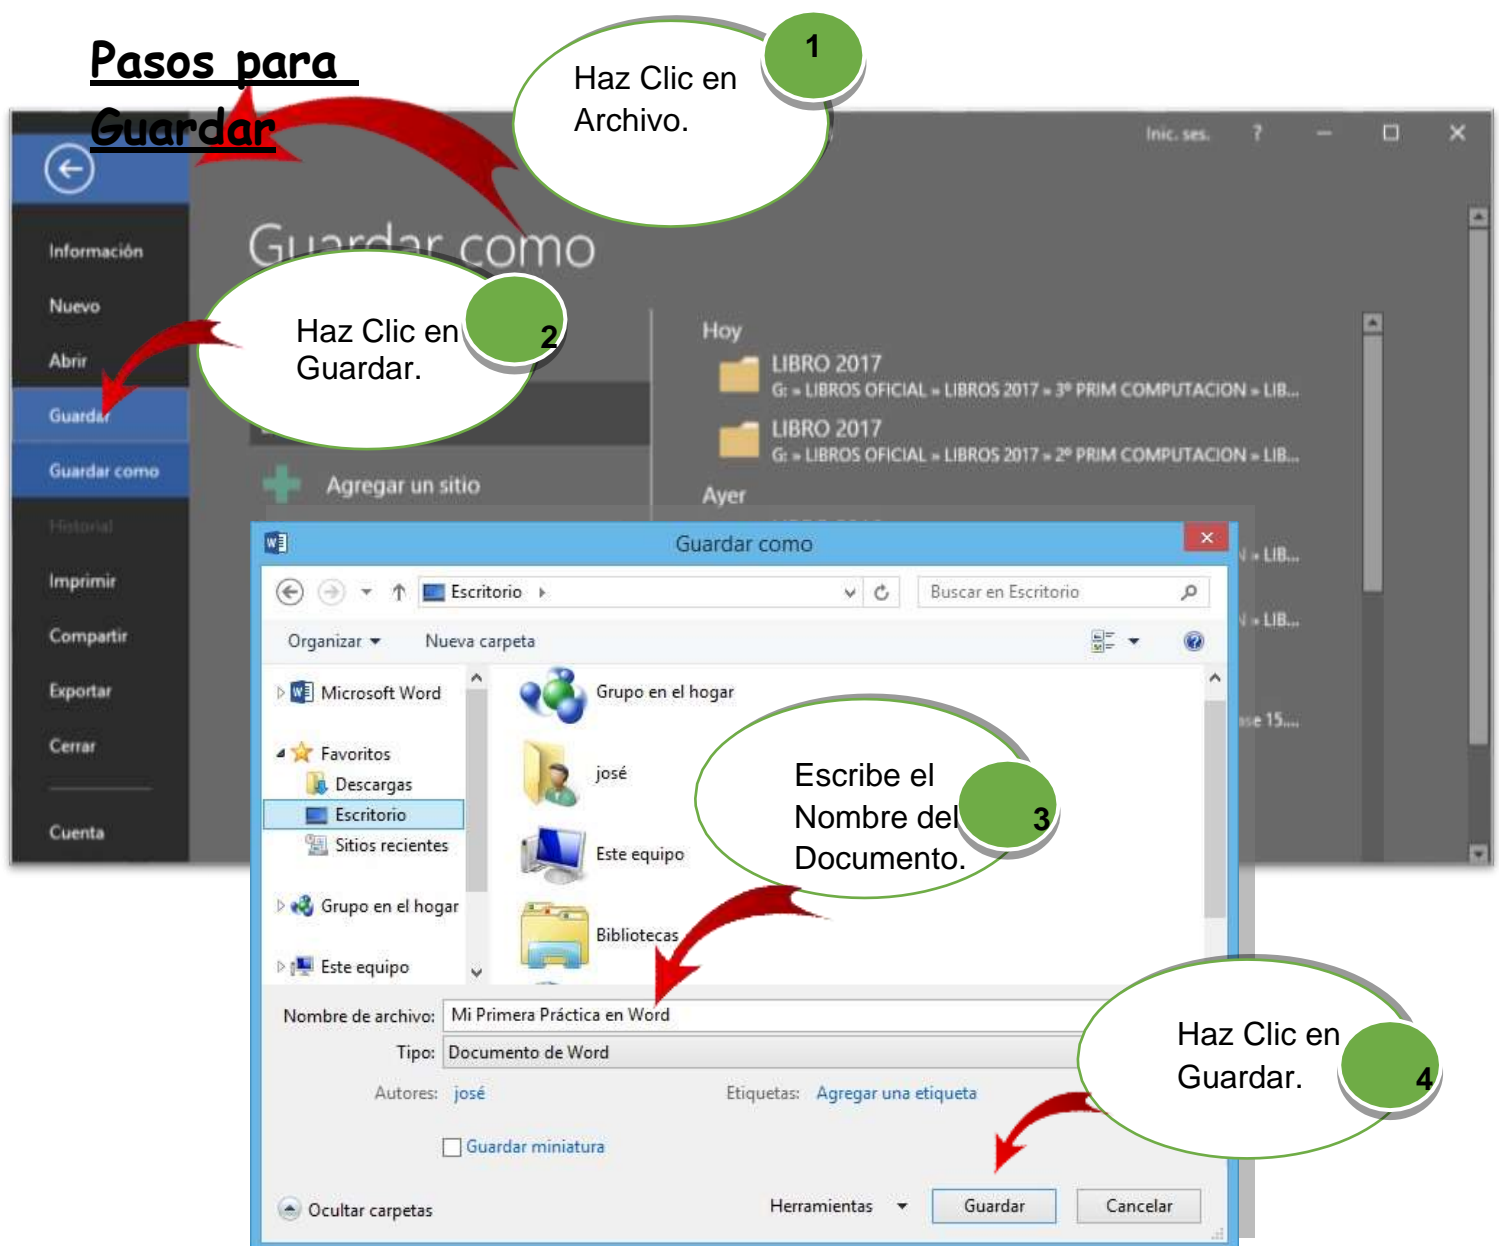 Pasos para
Guardar
Haz Clic en
Archivo.
1
Inic. ses.
?
Guardar como
Información
Nuevo
Abrir
Guardar
Guardar como
Historial
Imprimir
Compartir
Exportar
Cerrar
Cuenta
Haz Clic en
Guardar.
2
Agregar un sitio
Hoy
LIBRO 2017
G: » LIBROS OFICIAL » LIBROS 2017 » 3º PRIM COMPUTACION » LIB...
LIBRO 2017
G: » LIBROS OFICIAL » LIBROS 2017 » 2º PRIM COMPUTACION » LIB...
Ayer
» LIB...
» LIB...
15....
Guardar como
Escritorio
Buscar en Escritorio
Organizar
Nueva carpeta
Microsoft Word
Favoritos
Descargas
Escritorio
Sitios recientes
Grupo en el hogar
Este equipo
Grupo en el hogar
josé
Este equipo
Bibliotecas
Escribe el
Nombre del
Documento.
3
Nombre de archivo: Mi Primera Práctica en Word
Tipo: Documento de Word
Autores: josé
Etiquetas: Agregar una etiqueta
Guardar miniatura
Haz Clic en
Guardar.
4
Ocultar carpetas
Herramientas
Guardar
Cancelar